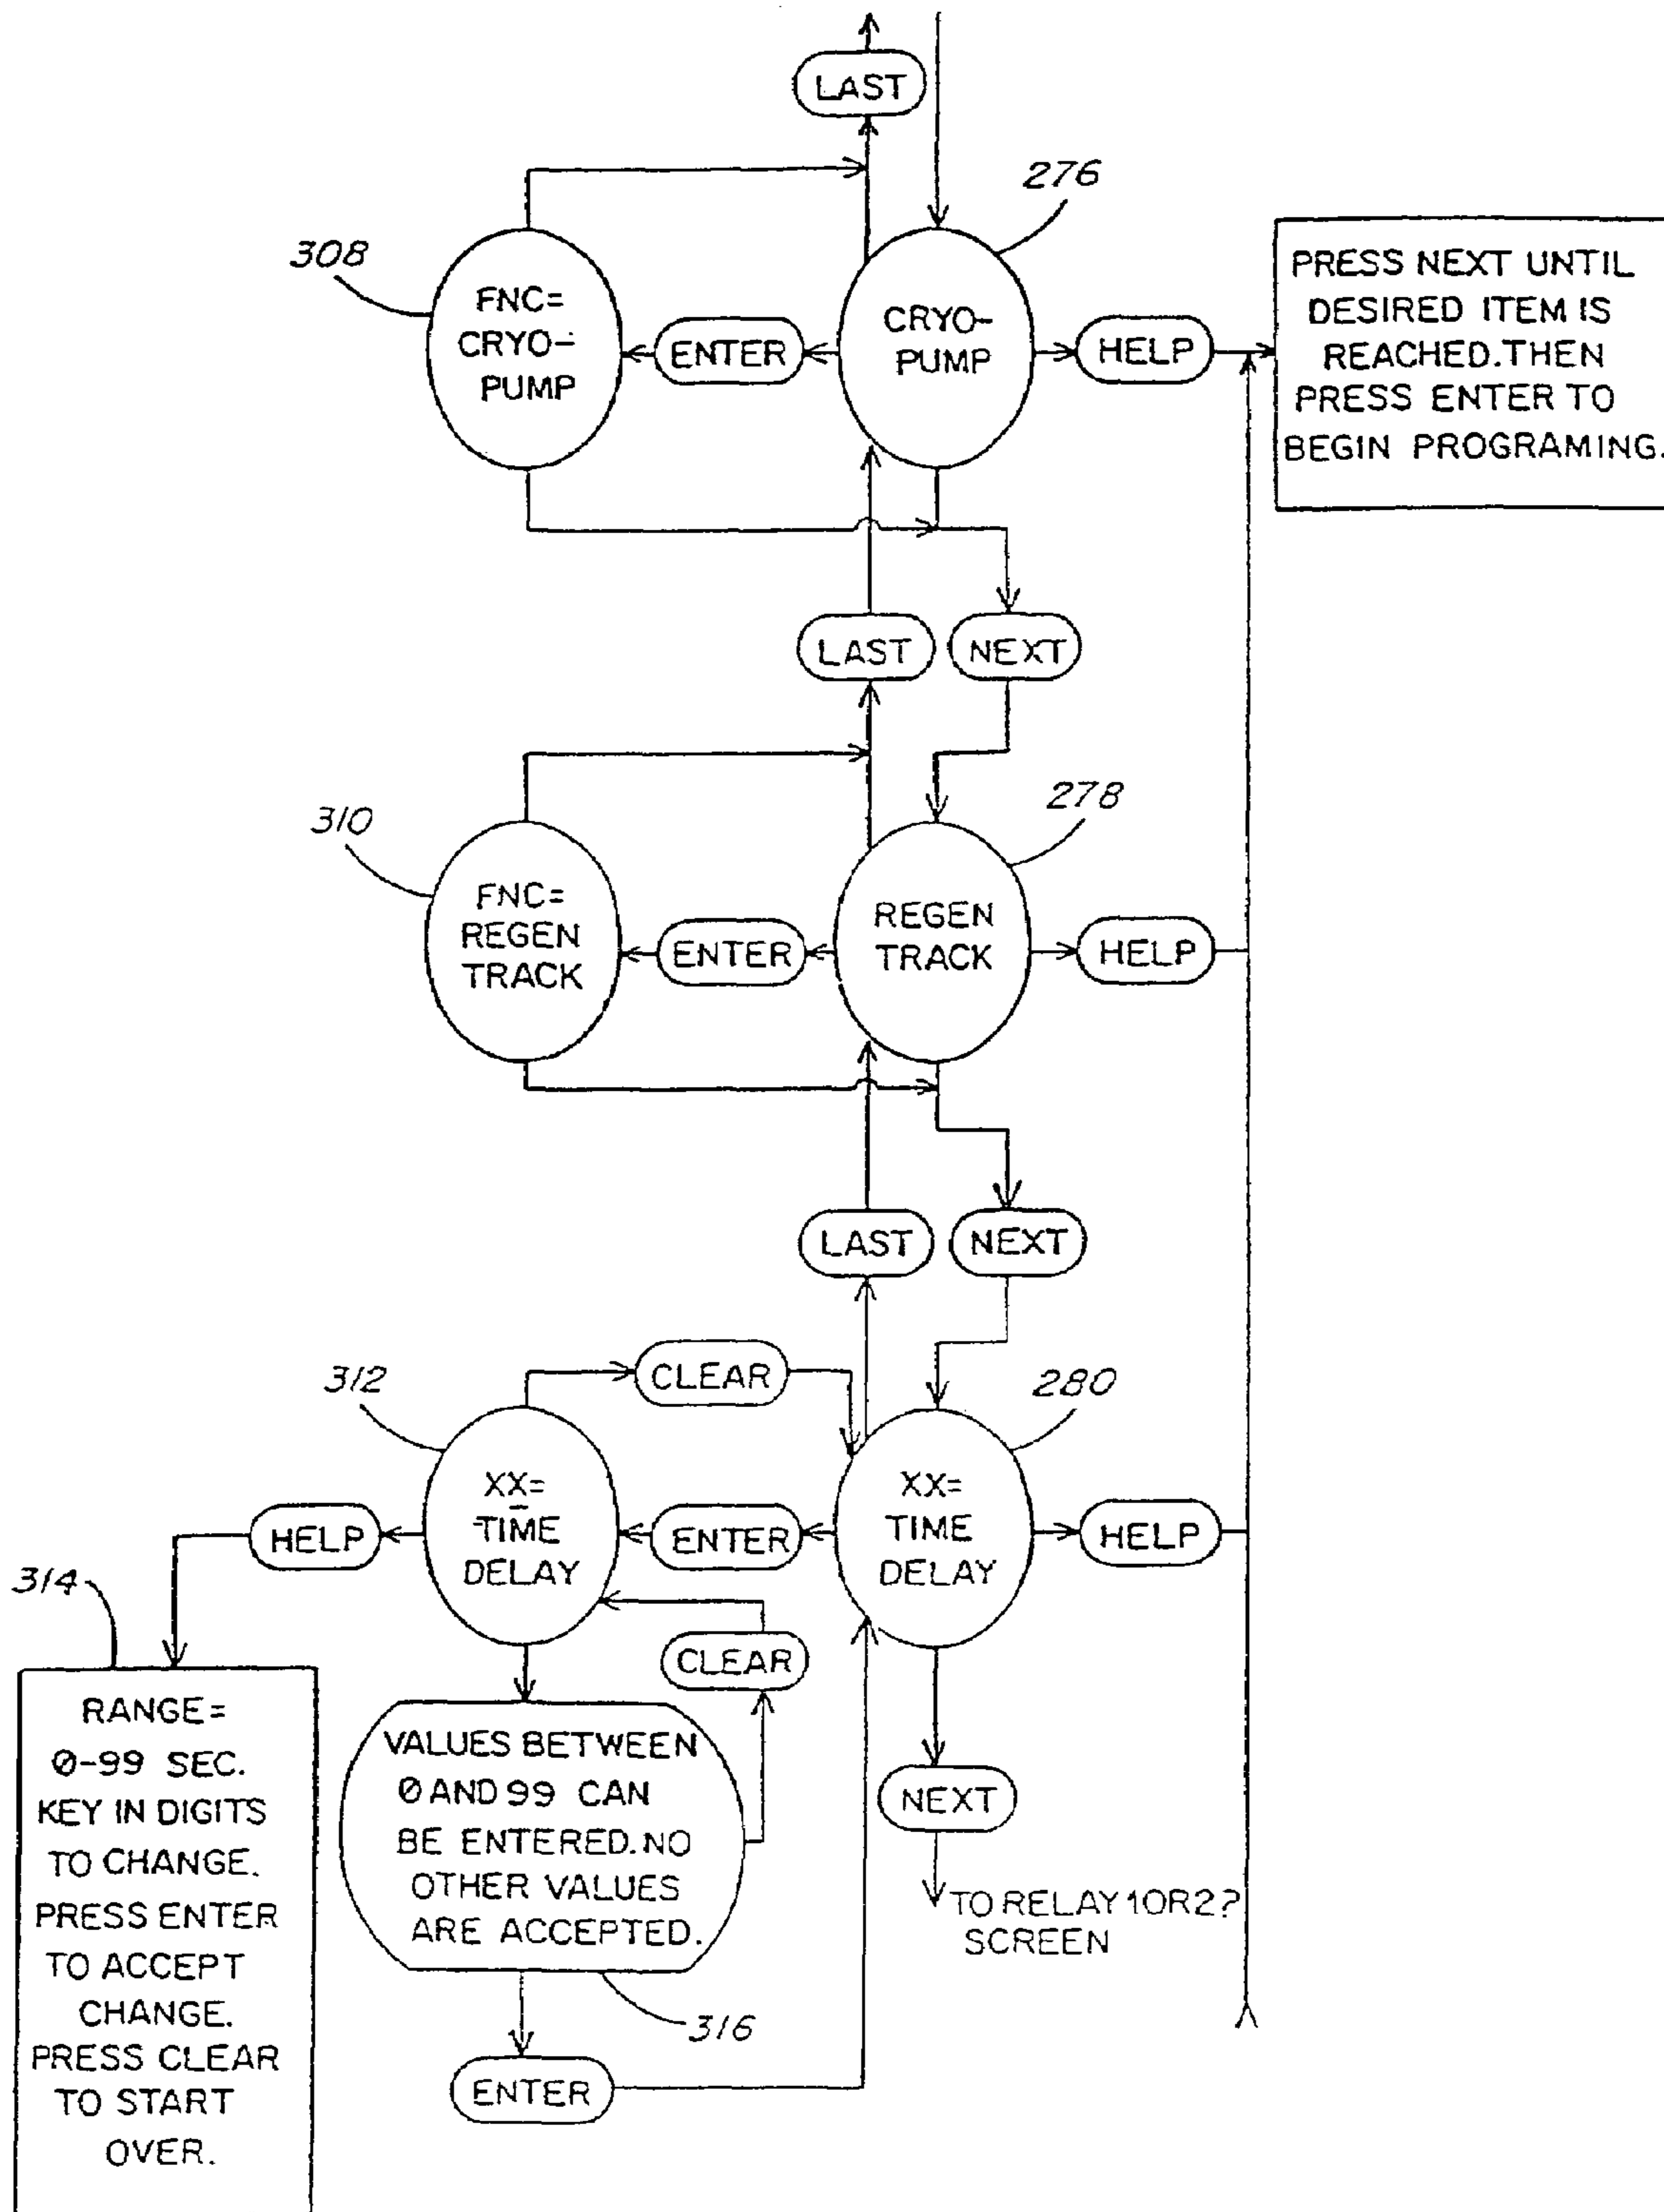 LAST
276
308
FNC=
CRYO-
PUMP
ENTER
CRYO-
PUMP
HELP
PRESS NEXT UNTIL
DESIRED ITEM IS
REACHED.THEN
PRESS ENTER TO
BEGIN PROGRAMING.
LAST
NEXT
278
310
FNC=
REGEN
TRACK
ENTER
REGEN
TRACK
HELP
LAST
NEXT
312
CLEAR
280
XX=
TIME
DELAY
HELP
ENTER
XX=
TIME
DELAY
HELP
314
CLEAR
RANGE=
0-99 SEC.
KEY IN DIGITS
TO CHANGE.
PRESS ENTER
TO ACCEPT
CHANGE.
PRESS CLEAR
TO START
OVER.
VALUES BETWEEN
0 AND 99 CAN
BE ENTERED.NO
OTHER VALUES
ARE ACCEPTED.
NEXT
TO RELAY 1OR2?
SCREEN
316
ENTER